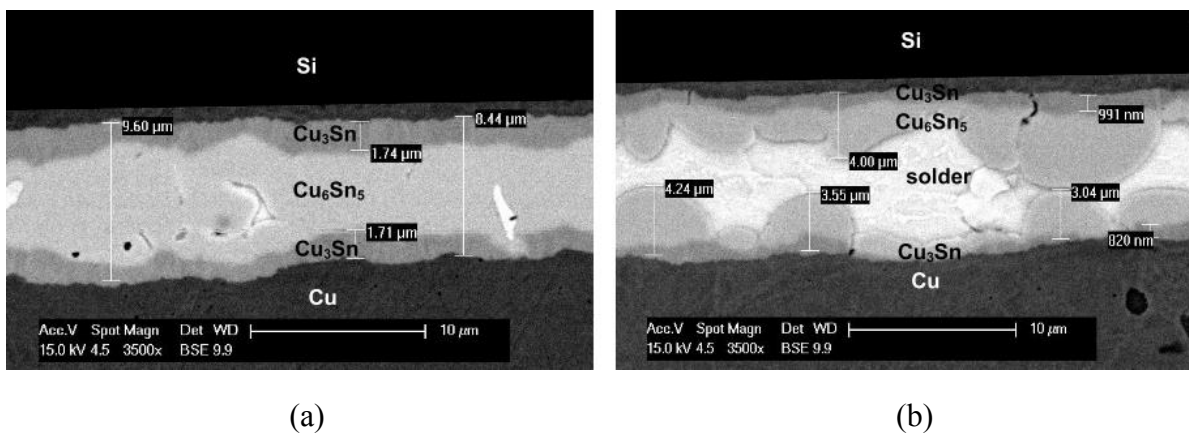 Si
9.60 µm
8.44 µm
Cu₃Sn
1.74 µm
Cu₆Sn₅
1.71 µm
Cu₃Sn
Cu
Acc.V Spot Magn Det WD
15.0 kV 4.5 3500x BSE 9.9
10 µm
(a)
Si
Cu₃Sn
991 nm
Cu₆Sn₅
4.00 µm
solder
4.24 µm
3.55 µm
3.04 µm
820 nm
Cu₃Sn
Cu
Acc.V Spot Magn Det WD
15.0 kV 4.5 3500x BSE 9.9
10 µm
(b)